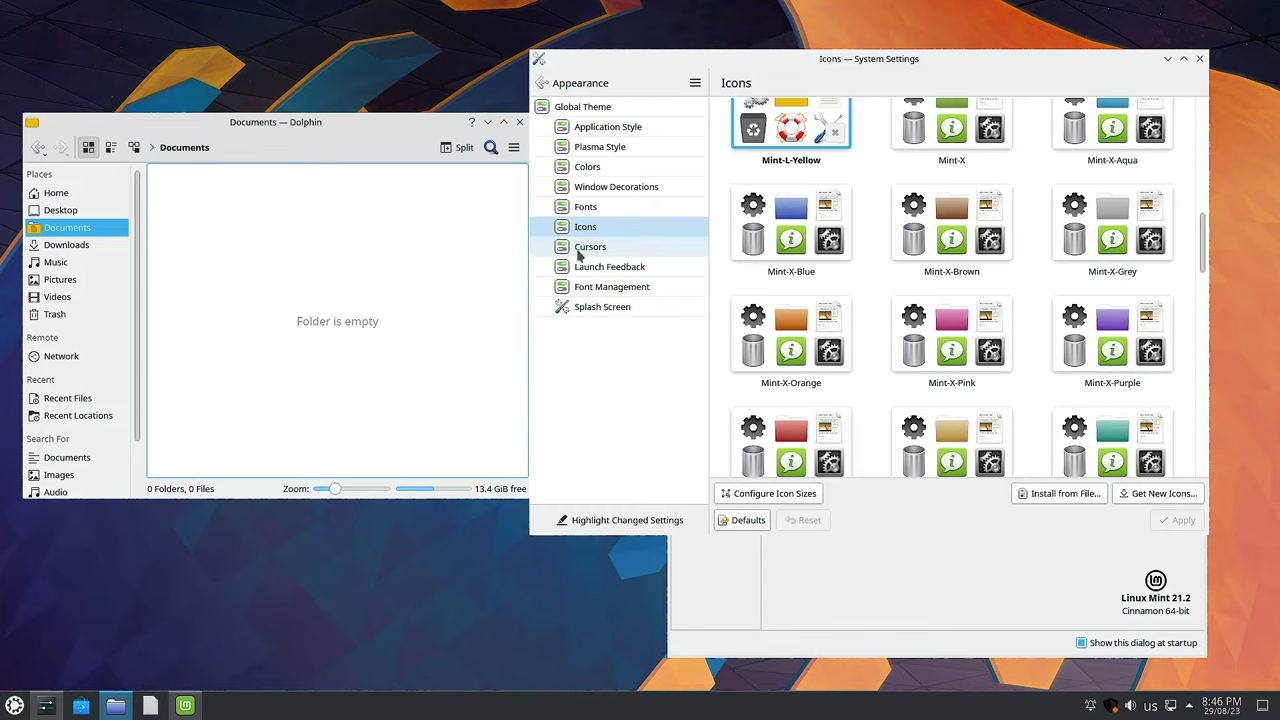 Documents — Dolphin
Documents
Split
Places
Home
Desktop
Documents
Downloads
Music
Pictures
Videos
Trash
Remote
Network
Recent
Recent Files
Recent Locations
Search For
Documents
Images
Audio
Folder is empty
0 Folders, 0 Files
Zoom:
13.4 GiB free
Icons — System Settings
Appearance
Global Theme
Application Style
Plasma Style
Colors
Window Decorations
Fonts
Icons
Cursors
Launch Feedback
Font Management
Splash Screen
Highlight Changed Settings
Icons
Mint-L-Yellow
Mint-X
Mint-X-Aqua
Mint-X-Blue
Mint-X-Brown
Mint-X-Grey
Mint-X-Orange
Mint-X-Pink
Mint-X-Purple
Configure Icon Sizes
Install from File...
Get New Icons...
Defaults
Reset
Apply
Linux Mint 21.2
Cinnamon 64-bit
Show this dialog at startup
us
8:46 PM
29/08/23